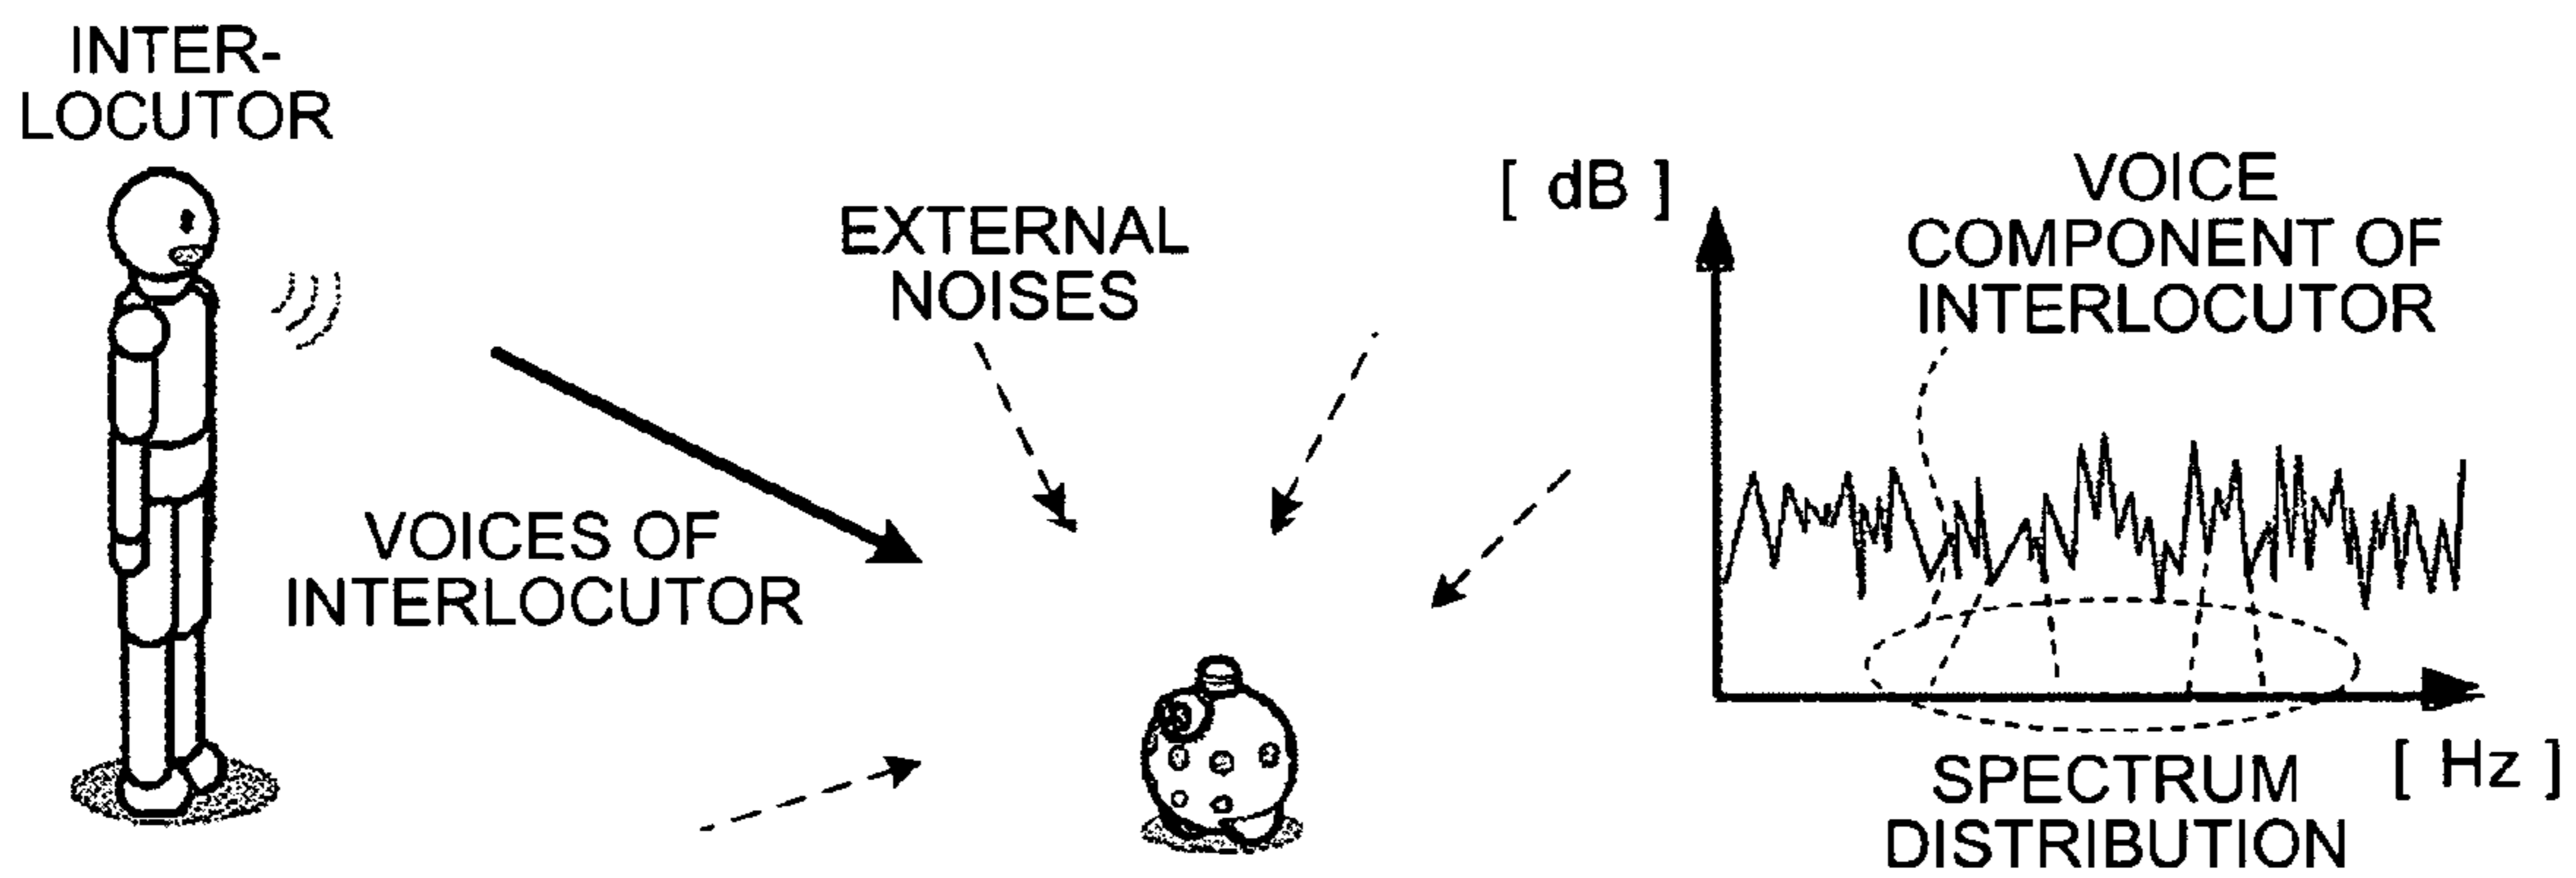 INTER-
LOCUTOR
EXTERNAL
NOISES
VOICES OF
INTERLOCUTOR
[ dB ]
VOICE
COMPONENT OF
INTERLOCUTOR
[ Hz ]
SPECTRUM
DISTRIBUTION